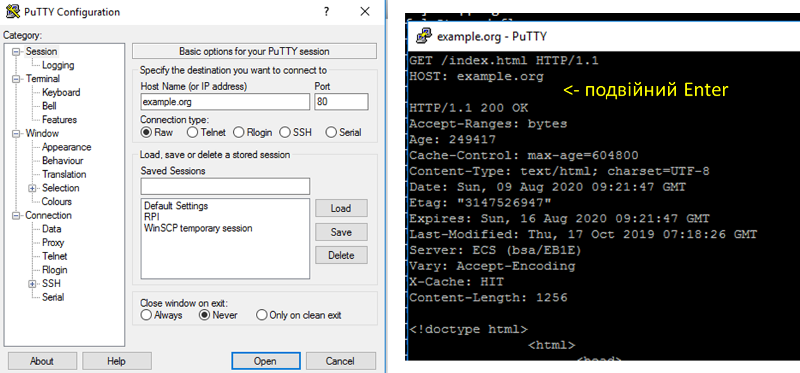 PuTTY Configuration
?
Category:
Session
Logging
Terminal
Keyboard
Bell
Features
Window
Appearance
Behaviour
Translation
Selection
Colours
Connection
Data
Proxy
Telnet
Rlogin
SSH
Serial
Basic options for your PuTTY session
Specify the destination you want to connect to
Host Name (or IP address) Port
example.org 80
Connection type:
Raw Telnet Rlogin SSH Serial
Load, save or delete a stored session
Saved Sessions
Default Settings
RPI
WinSCP temporary session
Load
Save
Delete
Close window on exit:
Always Never Only on clean exit
About Help Open Cancel
example.org - PuTTY
GET /index.html HTTP/1.1
HOST: example.org
<- подвійний Enter
HTTP/1.1 200 OK
Accept-Ranges: bytes
Age: 249417
Cache-Control: max-age=604800
Content-Type: text/html; charset=UTF-8
Date: Sun, 09 Aug 2020 09:21:47 GMT
Etag: "3147526947"
Expires: Sun, 16 Aug 2020 09:21:47 GMT
Last-Modified: Thu, 17 Oct 2019 07:18:26 GMT
Server: ECS (bsa/EB1E)
Vary: Accept-Encoding
X-Cache: HIT
Content-Length: 1256
<!doctype html>
<html>
<head>